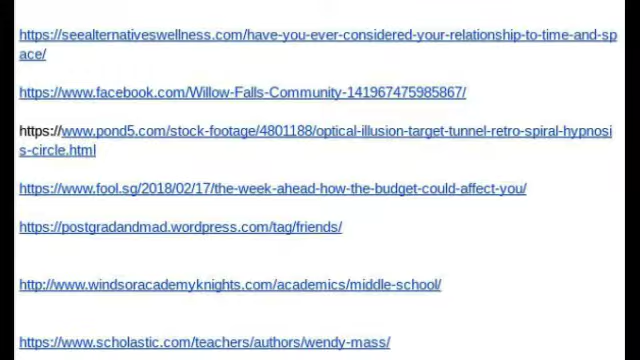 https://seealternativeswellness.com/have-you-ever-considered-your-relationship-to-time-and-sp
ace/
https://www.facebook.com/Willow-Falls-Community-141967475985867/
https://www.pond5.com/stock-footage/4801188/optical-illusion-target-tunnel-retro-spiral-hypnosi
s-circle.html
https://www.fool.sg/2018/02/17/the-week-ahead-how-the-budget-could-affect-you/
https://postgradandmad.wordpress.com/tag/friends/
http://www.windsoracademyknights.com/academics/middle-school/
https://www.scholastic.com/teachers/authors/wendy-mass/